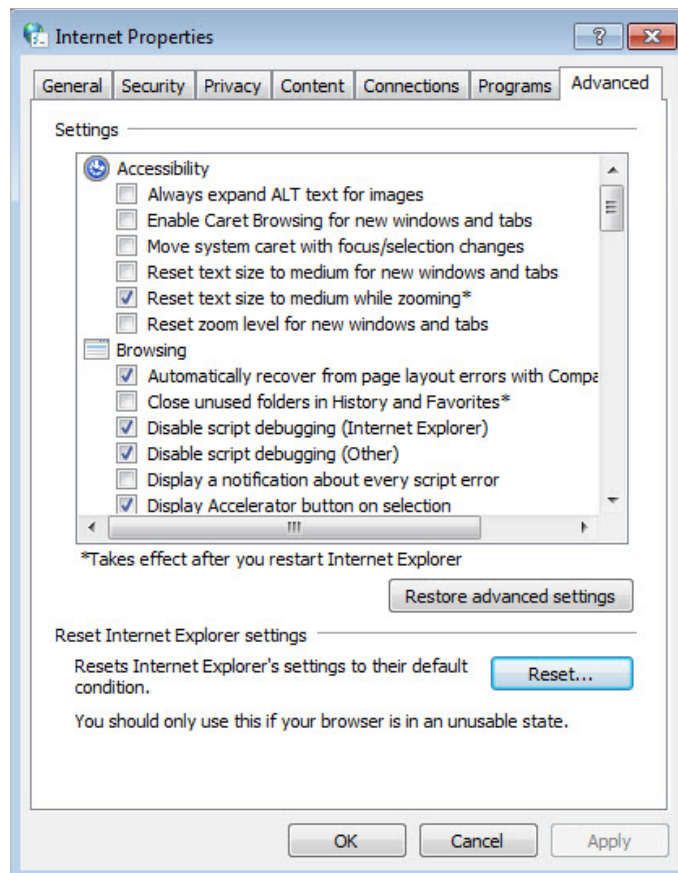 Internet Properties
General Security Privacy Content Connections Programs Advanced
Settings
Accessibility
Always expand ALT text for images
Enable Caret Browsing for new windows and tabs
Move system caret with focus/selection changes
Reset text size to medium for new windows and tabs
Reset text size to medium while zooming*
Reset zoom level for new windows and tabs
Browsing
Automatically recover from page layout errors with Compa
Close unused folders in History and Favorites*
Disable script debugging (Internet Explorer)
Disable script debugging (Other)
Display a notification about every script error
Display Accelerator button on selection
*Takes effect after you restart Internet Explorer
Restore advanced settings
Reset Internet Explorer settings
Resets Internet Explorer's settings to their default
condition.
Reset...
You should only use this if your browser is in an unusable state.
OK Cancel Apply